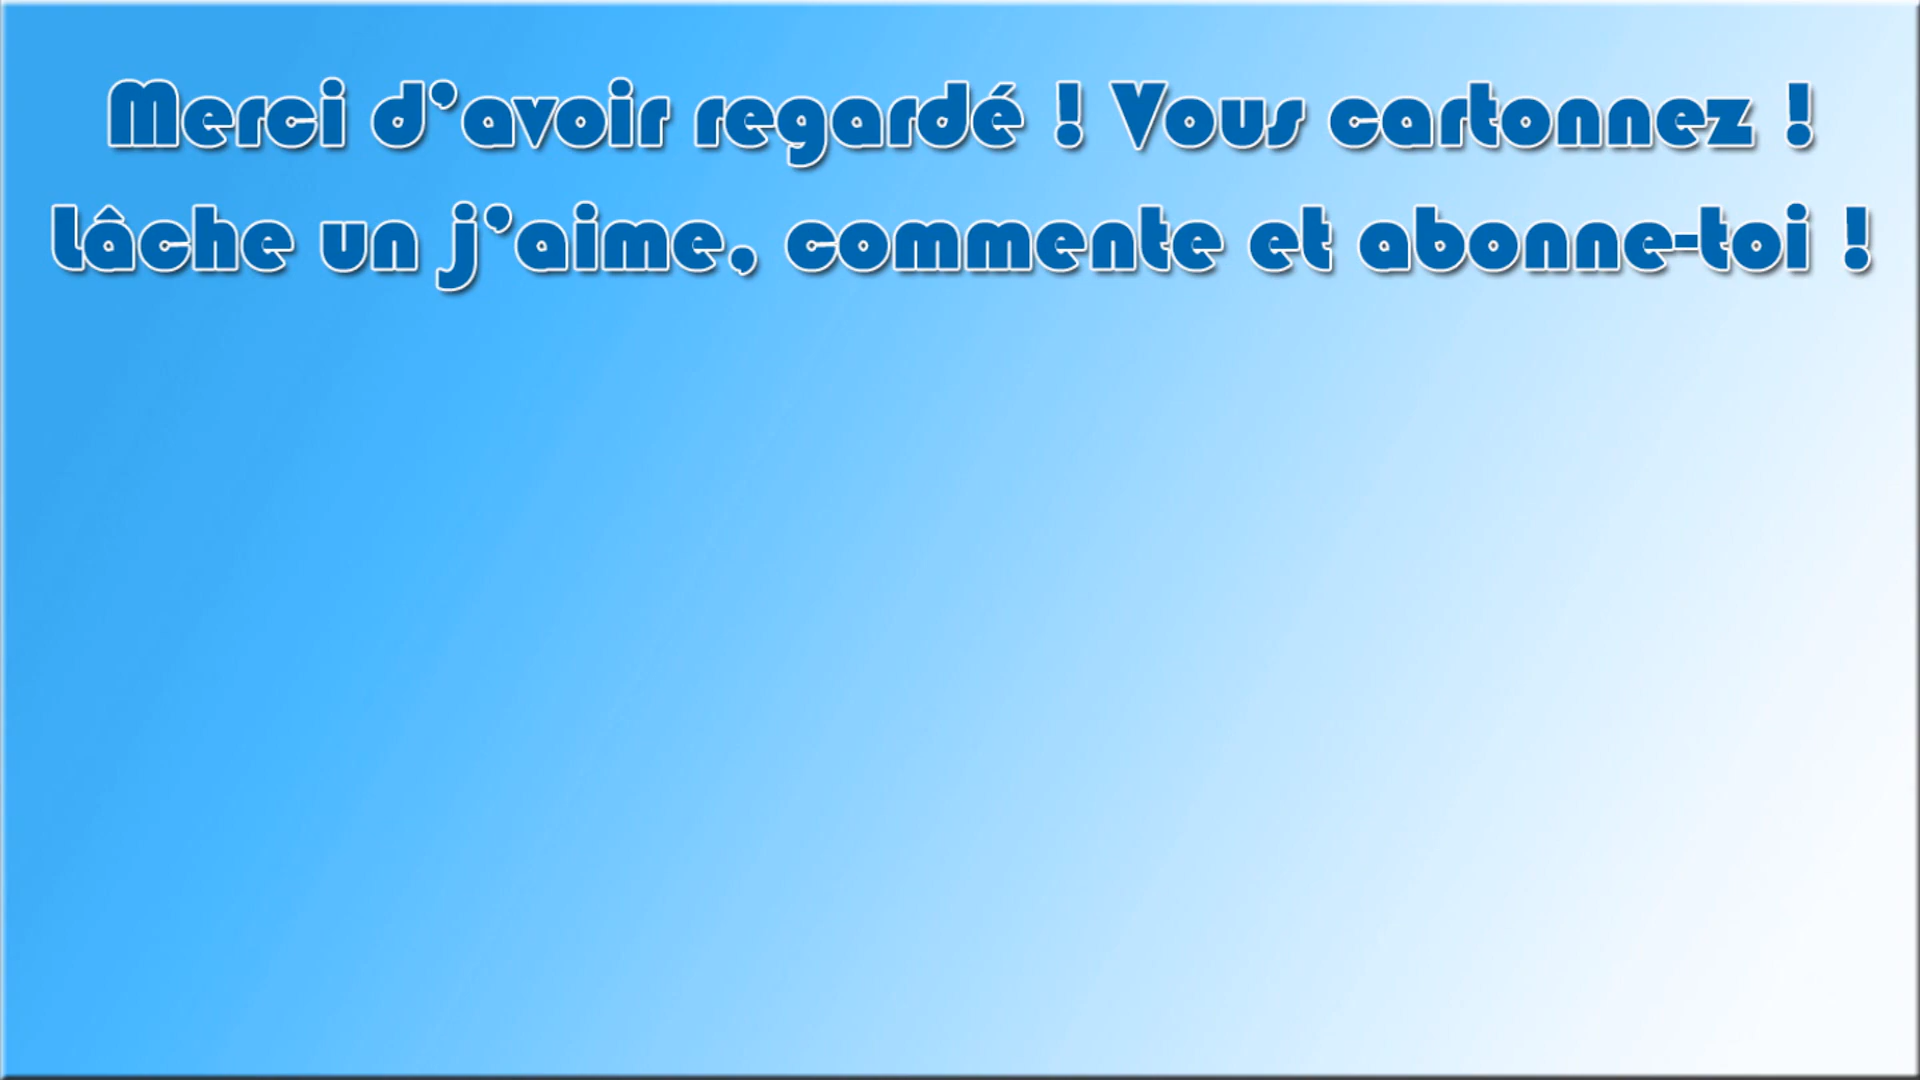 Merci d’avoir regardé ! Vous cartonnez !
Lâche un j’aime, commente et abonne-toi !